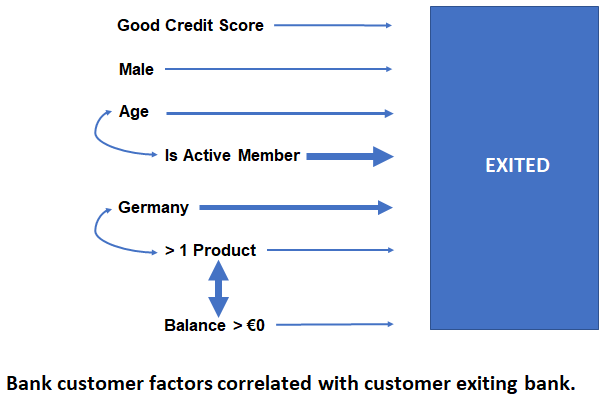 Good Credit Score
Male
Age
Is Active Member
EXITED
Germany
> 1 Product
Balance > €0
Bank customer factors correlated with customer exiting bank.